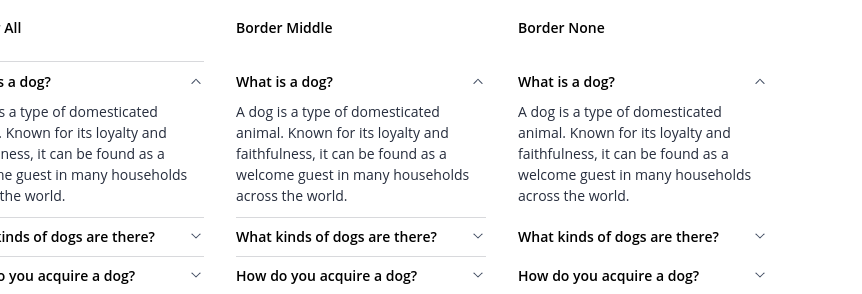 All
Border Middle
Border None
a dog?
What is a dog?
What is a dog?
is a type of domesticated
Known for its loyalty and
it can be found as a
guest in many households
the world.
A dog is a type of domesticated
animal. Known for its loyalty and
faithfulness, it can be found as a
welcome guest in many households
across the world.
A dog is a type of domesticated
animal. Known for its loyalty and
faithfulness, it can be found as a
welcome guest in many households
across the world.
of dogs are there?
What kinds of dogs are there?
What kinds of dogs are there?
you acquire a dog?
How do you acquire a dog?
How do you acquire a dog?